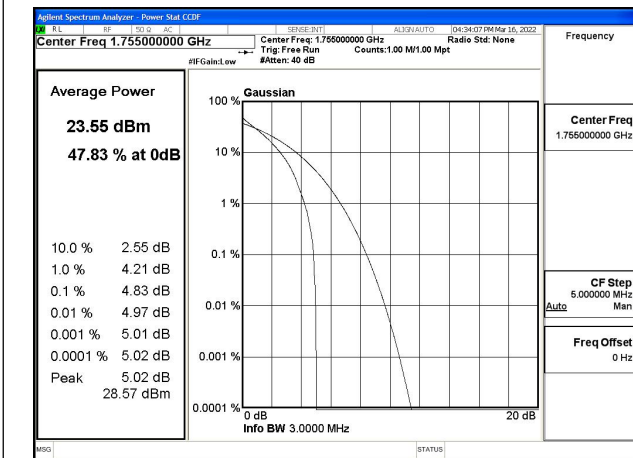 Agilent Spectrum Analyzer - Power Stat CCDF
RL RF 50 Ω AC SENSE:INT ALIGN AUTO 04:34:07 PM Mar 16, 2022
Center Freq 1.755000000 GHz
Center Freq: 1.755000000 GHz Radio Std: None
Trig: Free Run Counts:1.00 M/1.00 Mpt
#IFGain:Low #Atten: 40 dB
Frequency
Average Power
23.55 dBm
47.83 % at 0dB
10.0 % 2.55 dB
1.0 % 4.21 dB
0.1 % 4.83 dB
0.01 % 4.97 dB
0.001 % 5.01 dB
0.0001 % 5.02 dB
Peak 5.02 dB
28.57 dBm
Gaussian
100 %
10 %
1 %
0.1 %
0.01 %
0.001 %
0.0001 %
0 dB 20 dB
Info BW 3.0000 MHz
Center Freq
1.755000000 GHz
CF Step
5.000000 MHz
Auto Man
Freq Offset
0 Hz
MSG STATUS